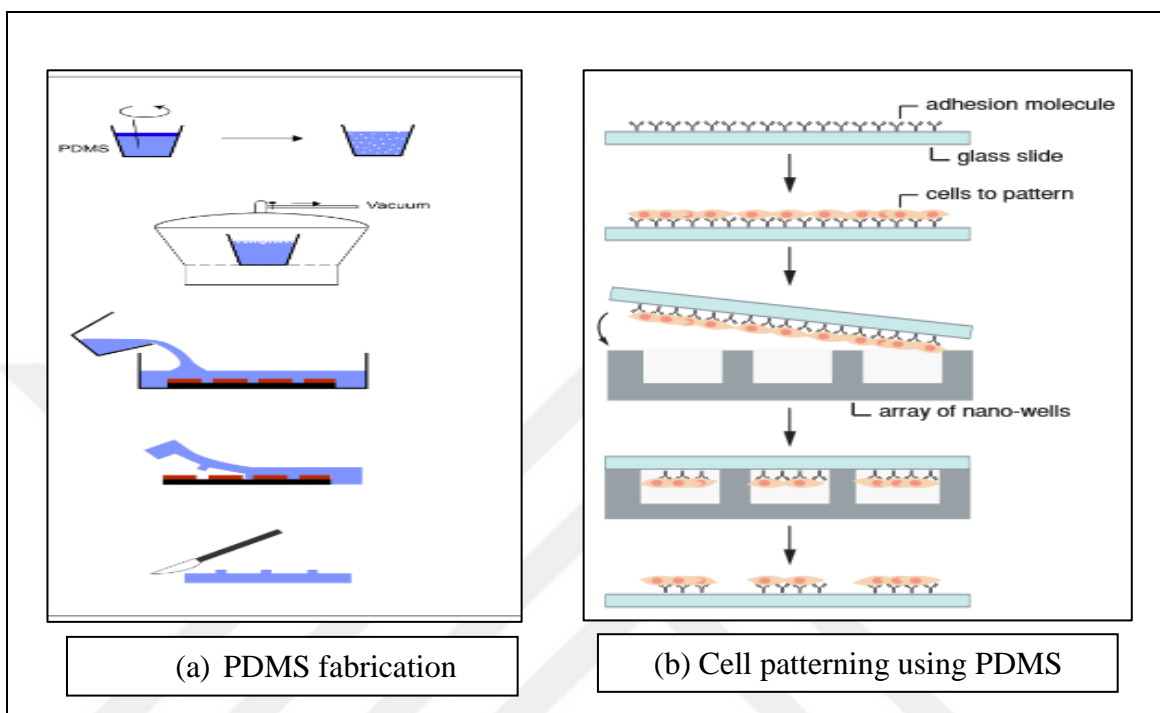 PDMS
Vacuum
(a) PDMS fabrication
adhesion molecule
glass slide
cells to pattern
array of nano-wells
(b) Cell patterning using PDMS